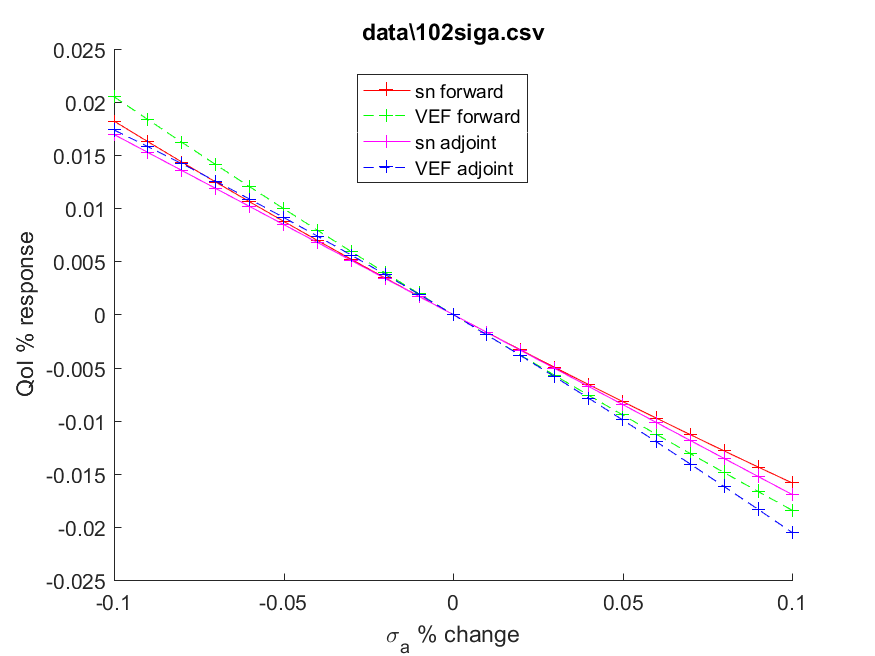 data\102siga.csv
0.025
0.02
0.015
0.01
0.005
0
-0.005
-0.01
-0.015
-0.02
-0.025
QoI % response
sn forward
VEF forward
sn adjoint
VEF adjoint
-0.1
-0.05
0
0.05
0.1
σa % change